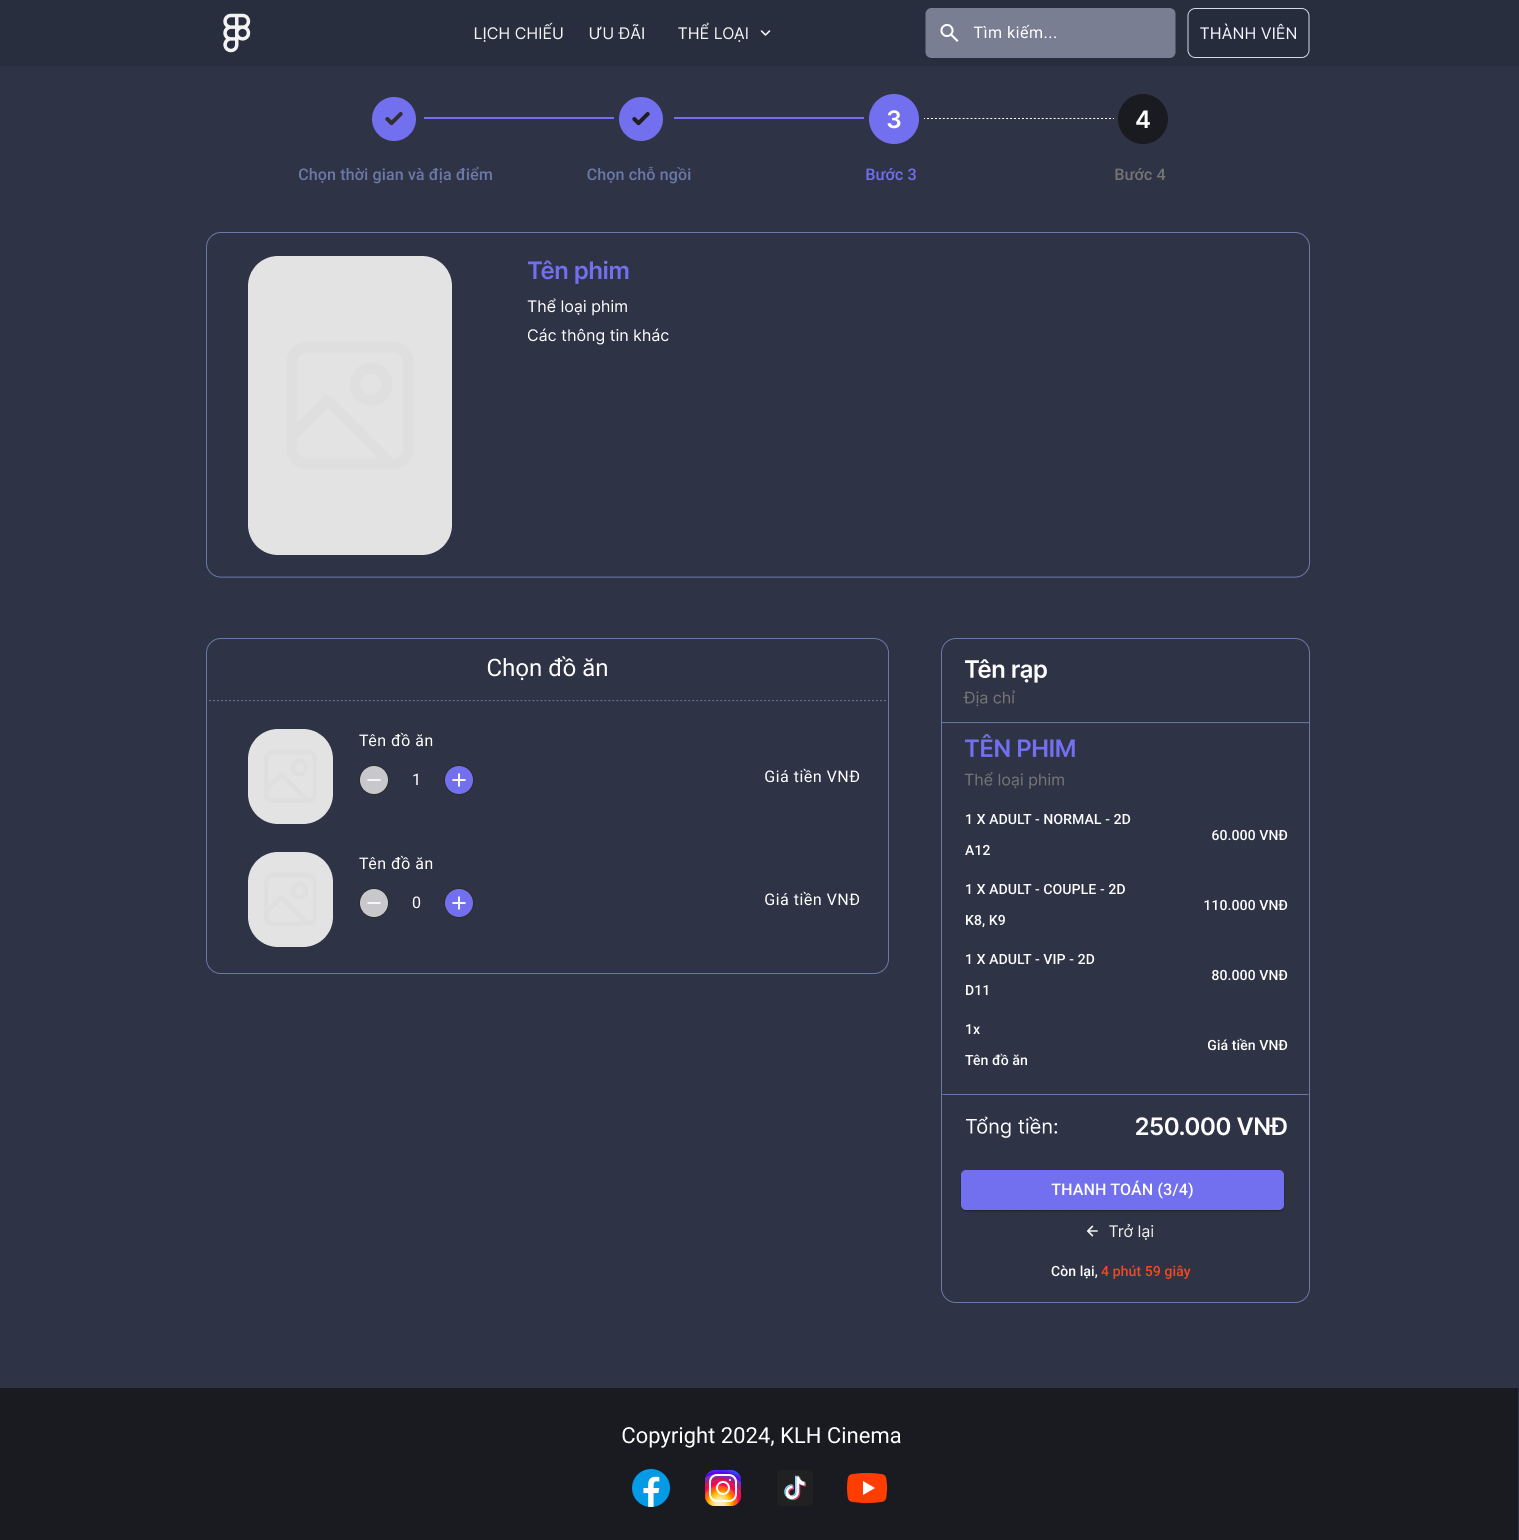 LỊCH CHIẾU ƯU ĐÃI THỂ LOẠI Tìm kiếm... THÀNH VIÊN
3 4
Chọn thời gian và địa điểm Chọn chỗ ngồi Bước 3 Bước 4
Tên phim
Thể loại phim
Các thông tin khác
Chọn đồ ăn
Tên đồ ăn
1
Giá tiền VNĐ
Tên đồ ăn
0
Giá tiền VNĐ
Tên rạp
Địa chỉ
TÊN PHIM
Thể loại phim
1 X ADULT - NORMAL - 2D
60.000 VNĐ
A12
1 X ADULT - COUPLE - 2D
110.000 VNĐ
K8, K9
1 X ADULT - VIP - 2D
80.000 VNĐ
D11
1x
Giá tiền VNĐ
Tên đồ ăn
Tổng tiền: 250.000 VNĐ
THANH TOÁN (3/4)
Trở lại
Còn lại, 4 phút 59 giây
Copyright 2024, KLH Cinema